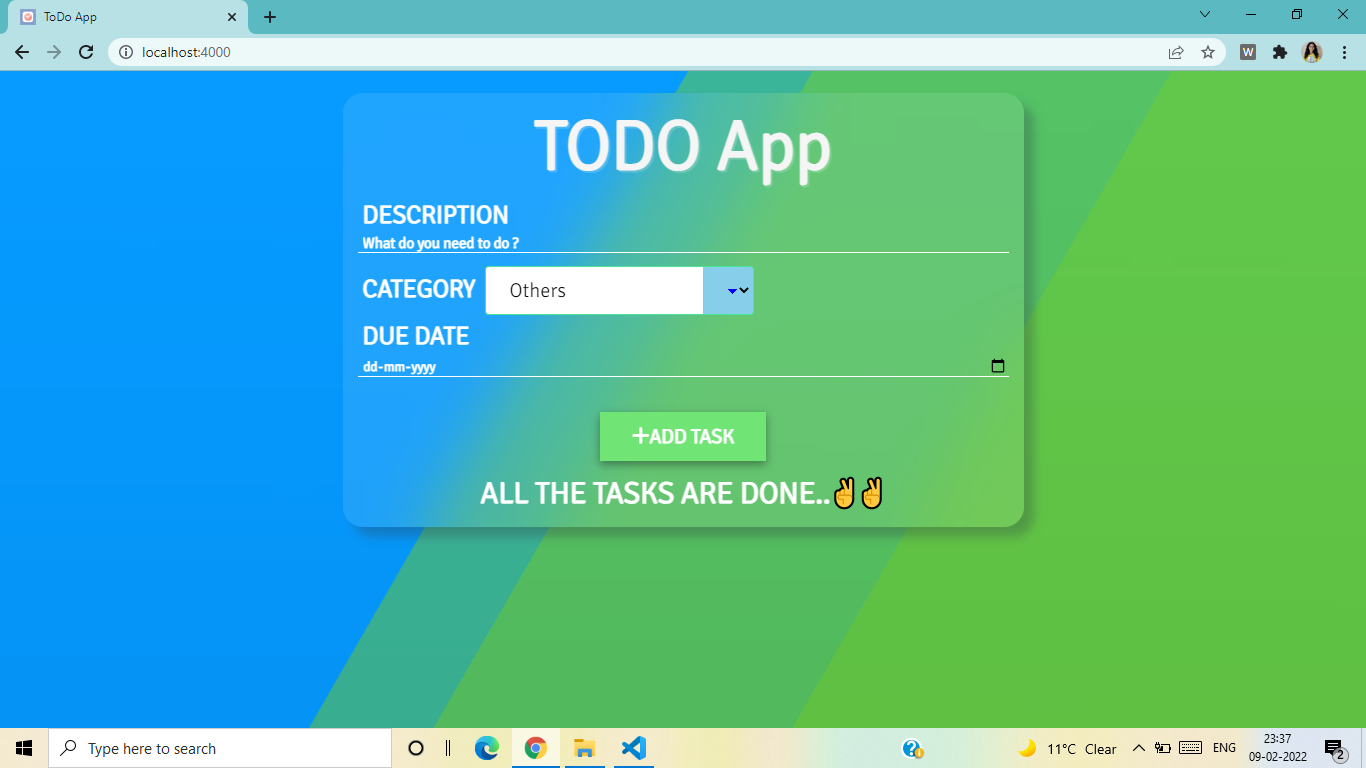 ToDo App
localhost:4000
W
TODO App
DESCRIPTION
What do you need to do ?
CATEGORY Others
DUE DATE
dd-mm-yyyy
+ADD TASK
ALL THE TASKS ARE DONE..✌✌
Type here to search
11°C Clear
ENG
23:37
09-02-2022
2